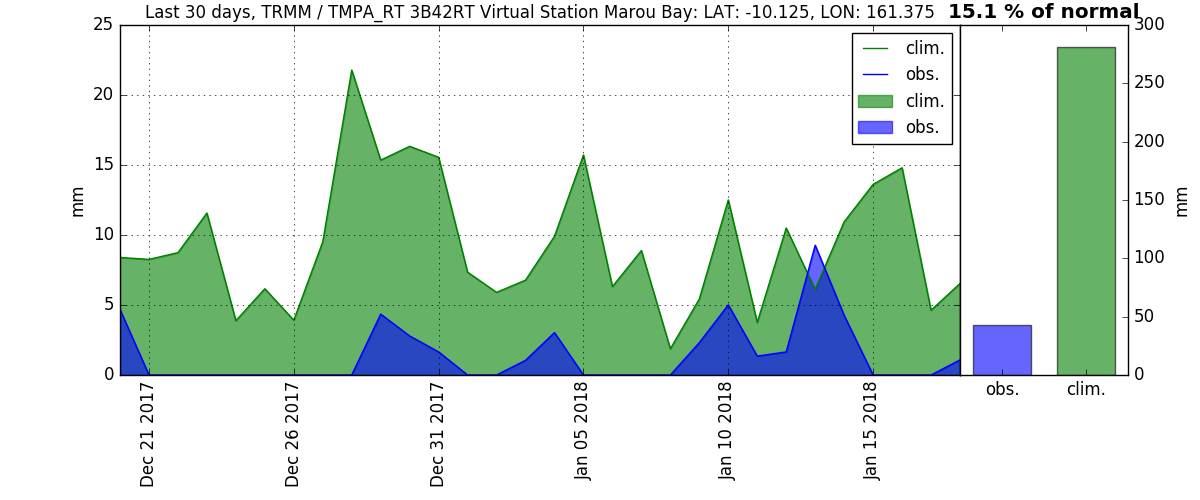 Last 30 days, TRMM / TMPA_RT 3B42RT Virtual Station Marou Bay: LAT: -10.125, LON: 161.375
15.1 % of normal
25
20
15
10
5
0
mm
clim.
obs.
clim.
obs.
Dec 21 2017
Dec 26 2017
Dec 31 2017
Jan 05 2018
Jan 10 2018
Jan 15 2018
300
250
200
150
100
50
0
mm
obs.
clim.